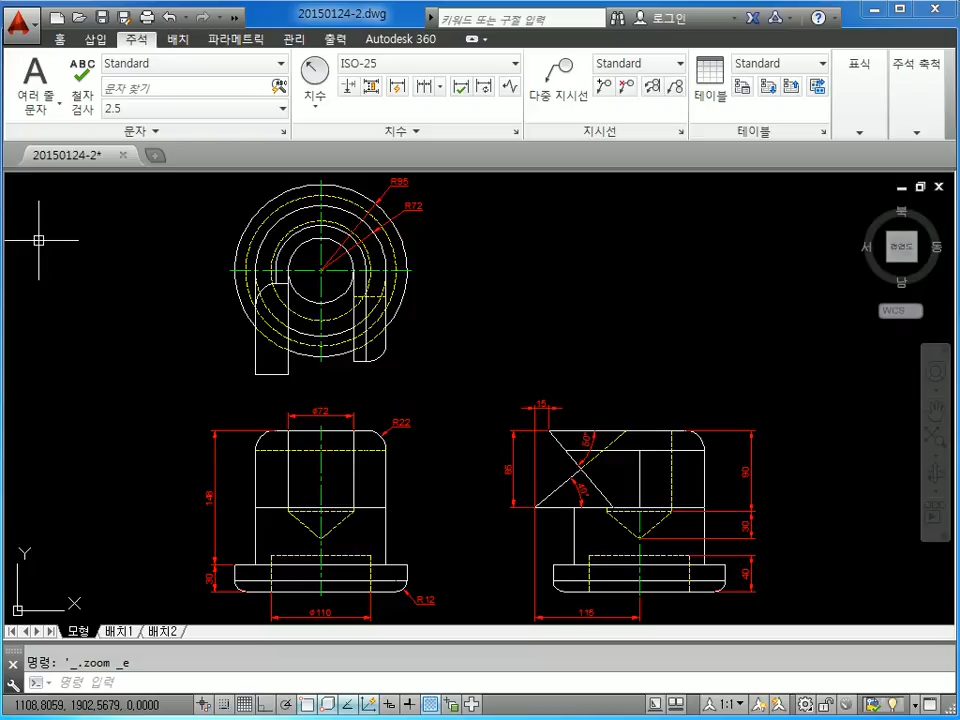 20150124-2.dwg
키워드 또는 구절 입력
로그인
홈 삽입 주석 배치 파라메트릭 관리 출력 Autodesk 360
여러 줄 문자
ABC
철자 검사
Standard
문자 찾기
2.5
문자
치수
ISO-25
치수
다중 지시선
Standard
지시선
테이블
Standard
테이블
표식
주석 축척
20150124-2*
R95
R72
북
서
동
남
평면도
WCS
ø72
R22
148
30
R12
ø110
15
65
50°
40°
90
30
40
115
Y
X
모형 배치1 배치2
명령: '_.zoom _e
명령 입력
1108,8059, 1902,5679, 0,0000
1:1